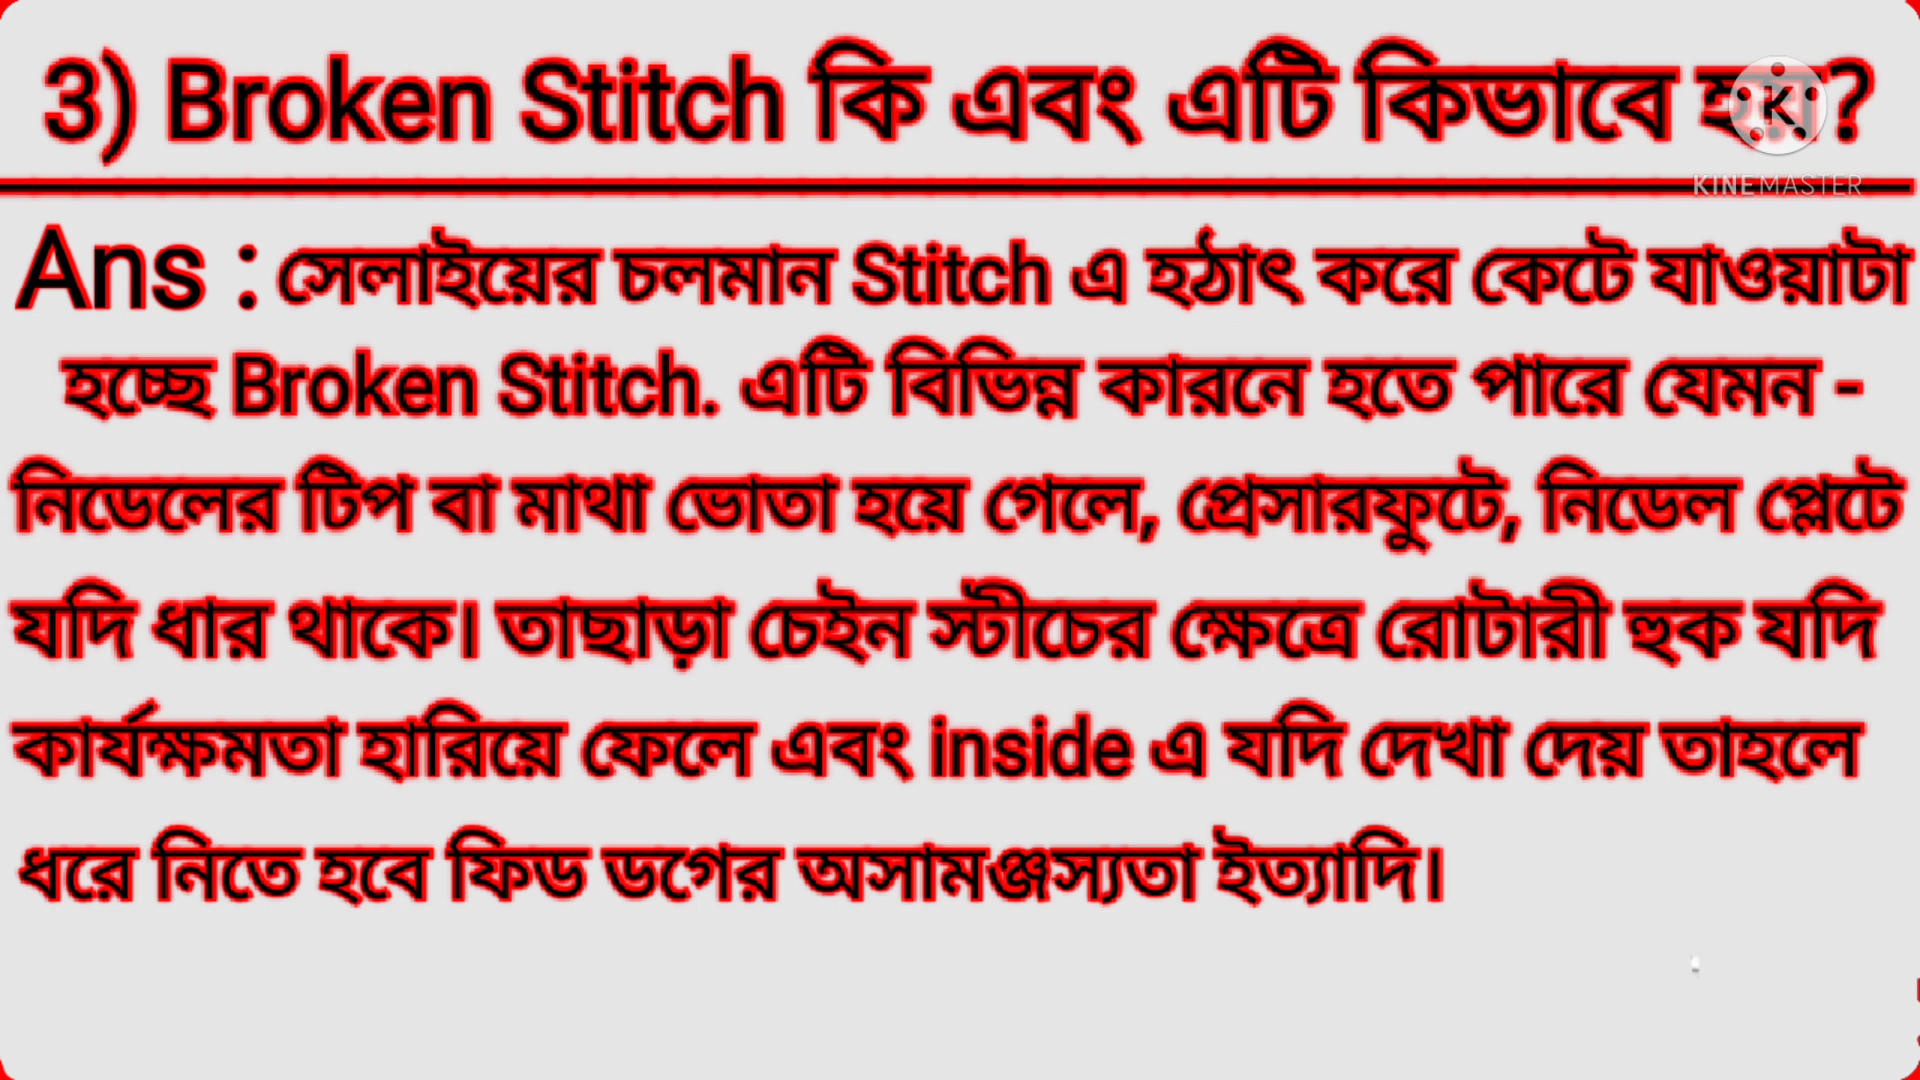 3) Broken Stitch কি এবং এটি কিভাবে হয়?
KINEMASTER
Ans : সেলাইয়ের চলমান Stitch এ হঠাৎ করে কেটে যাওয়াটা
হচ্ছে Broken Stitch. এটি বিভিন্ন কারনে হতে পারে যেমন -
নিডেলের টিপ বা মাথা ভোতা হয়ে গেলে, প্রেসারফুটে, নিডেল প্লেটে
যদি ধার থাকে। তাছাড়া চেইন স্টীচের ক্ষেত্রে রোটারী হুক যদি
কার্যক্ষমতা হারিয়ে ফেলে এবং inside এ যদি দেখা দেয় তাহলে
ধরে নিতে হবে ফিড ডগের অসামঞ্জস্যতা ইত্যাদি।